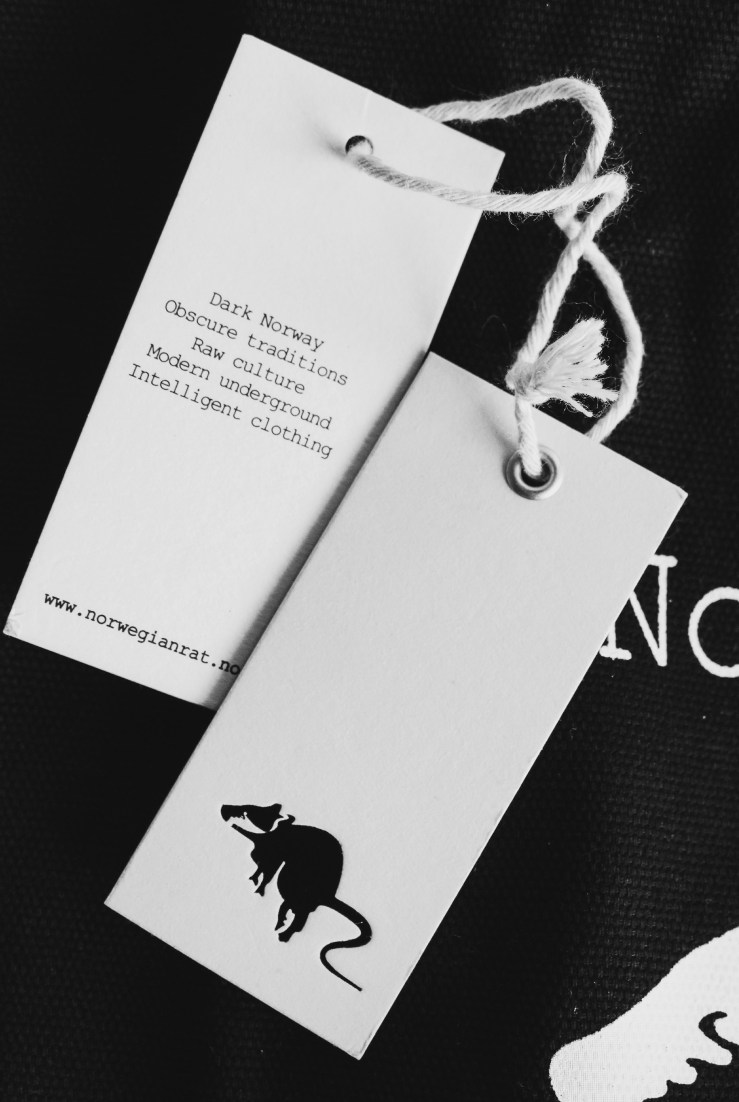 Dark Norway
Obscure traditions
Raw culture
Modern underground
Intelligent clothing
www.norwegianrat.no
No